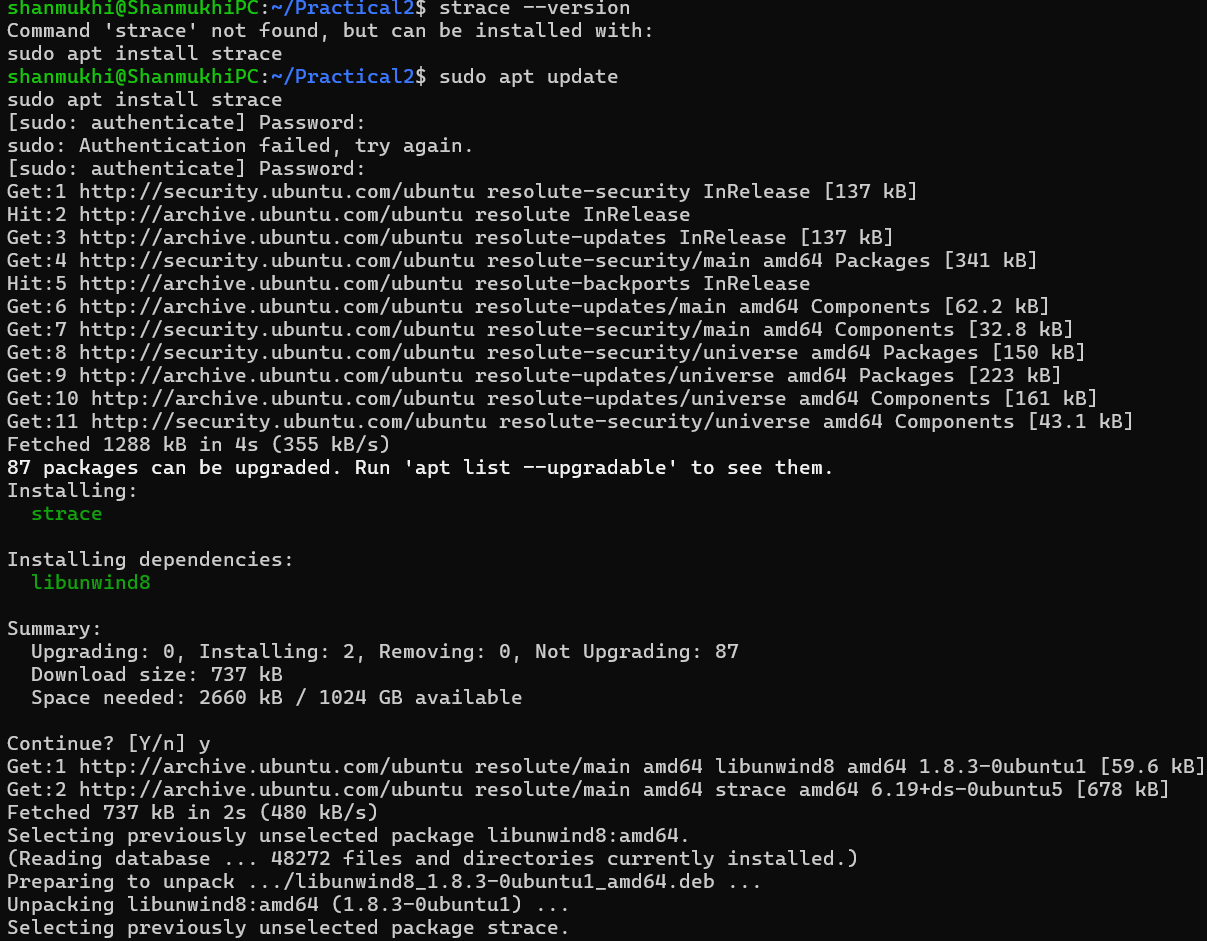 shanmukhi@ShanmukhiPC:~/Practical2$ strace --version
Command 'strace' not found, but can be installed with:
sudo apt install strace
shanmukhi@ShanmukhiPC:~/Practical2$ sudo apt update
sudo apt install strace
[sudo: authenticate] Password:
sudo: Authentication failed, try again.
[sudo: authenticate] Password:
Get:1 http://security.ubuntu.com/ubuntu resolute-security InRelease [137 kB]
Hit:2 http://archive.ubuntu.com/ubuntu resolute InRelease
Get:3 http://archive.ubuntu.com/ubuntu resolute-updates InRelease [137 kB]
Get:4 http://security.ubuntu.com/ubuntu resolute-security/main amd64 Packages [341 kB]
Hit:5 http://archive.ubuntu.com/ubuntu resolute-backports InRelease
Get:6 http://archive.ubuntu.com/ubuntu resolute-updates/main amd64 Components [62.2 kB]
Get:7 http://security.ubuntu.com/ubuntu resolute-security/main amd64 Components [32.8 kB]
Get:8 http://security.ubuntu.com/ubuntu resolute-security/universe amd64 Packages [150 kB]
Get:9 http://archive.ubuntu.com/ubuntu resolute-updates/universe amd64 Packages [223 kB]
Get:10 http://archive.ubuntu.com/ubuntu resolute-updates/universe amd64 Components [161 kB]
Get:11 http://security.ubuntu.com/ubuntu resolute-security/universe amd64 Components [43.1 kB]
Fetched 1288 kB in 4s (355 kB/s)
87 packages can be upgraded. Run 'apt list --upgradable' to see them.
Installing:
  strace

Installing dependencies:
  libunwind8

Summary:
  Upgrading: 0, Installing: 2, Removing: 0, Not Upgrading: 87
  Download size: 737 kB
  Space needed: 2660 kB / 1024 GB available

Continue? [Y/n] y
Get:1 http://archive.ubuntu.com/ubuntu resolute/main amd64 libunwind8 amd64 1.8.3-0ubuntu1 [59.6 kB]
Get:2 http://archive.ubuntu.com/ubuntu resolute/main amd64 strace amd64 6.19+ds-0ubuntu5 [678 kB]
Fetched 737 kB in 2s (480 kB/s)
Selecting previously unselected package libunwind8:amd64.
(Reading database ... 48272 files and directories currently installed.)
Preparing to unpack .../libunwind8_1.8.3-0ubuntu1_amd64.deb ...
Unpacking libunwind8:amd64 (1.8.3-0ubuntu1) ...
Selecting previously unselected package strace.